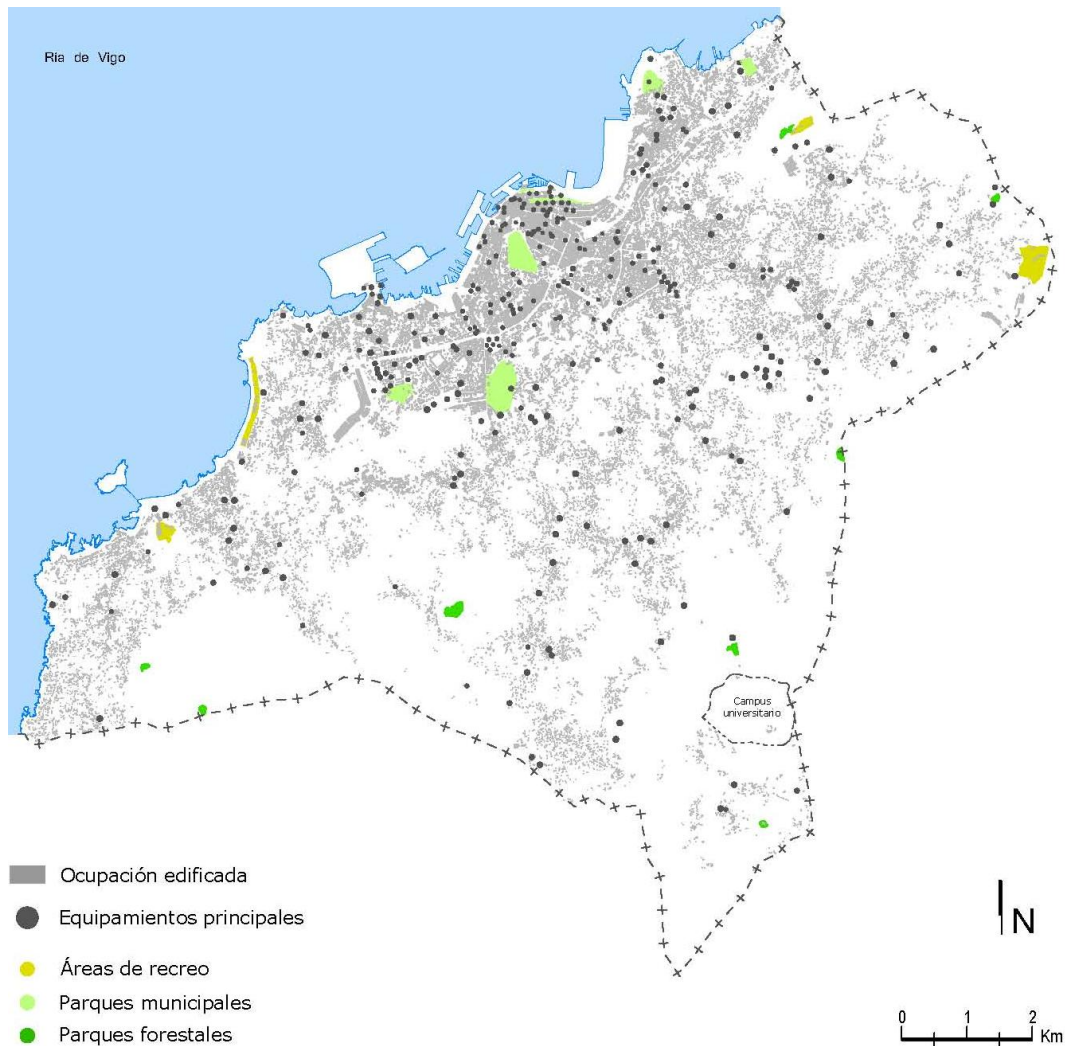 Ria de Vigo
Campus
universitario
Ocupación edificada
Equipamientos principales
Áreas de recreo
Parques municipales
Parques forestales
N
0 1 2
Km